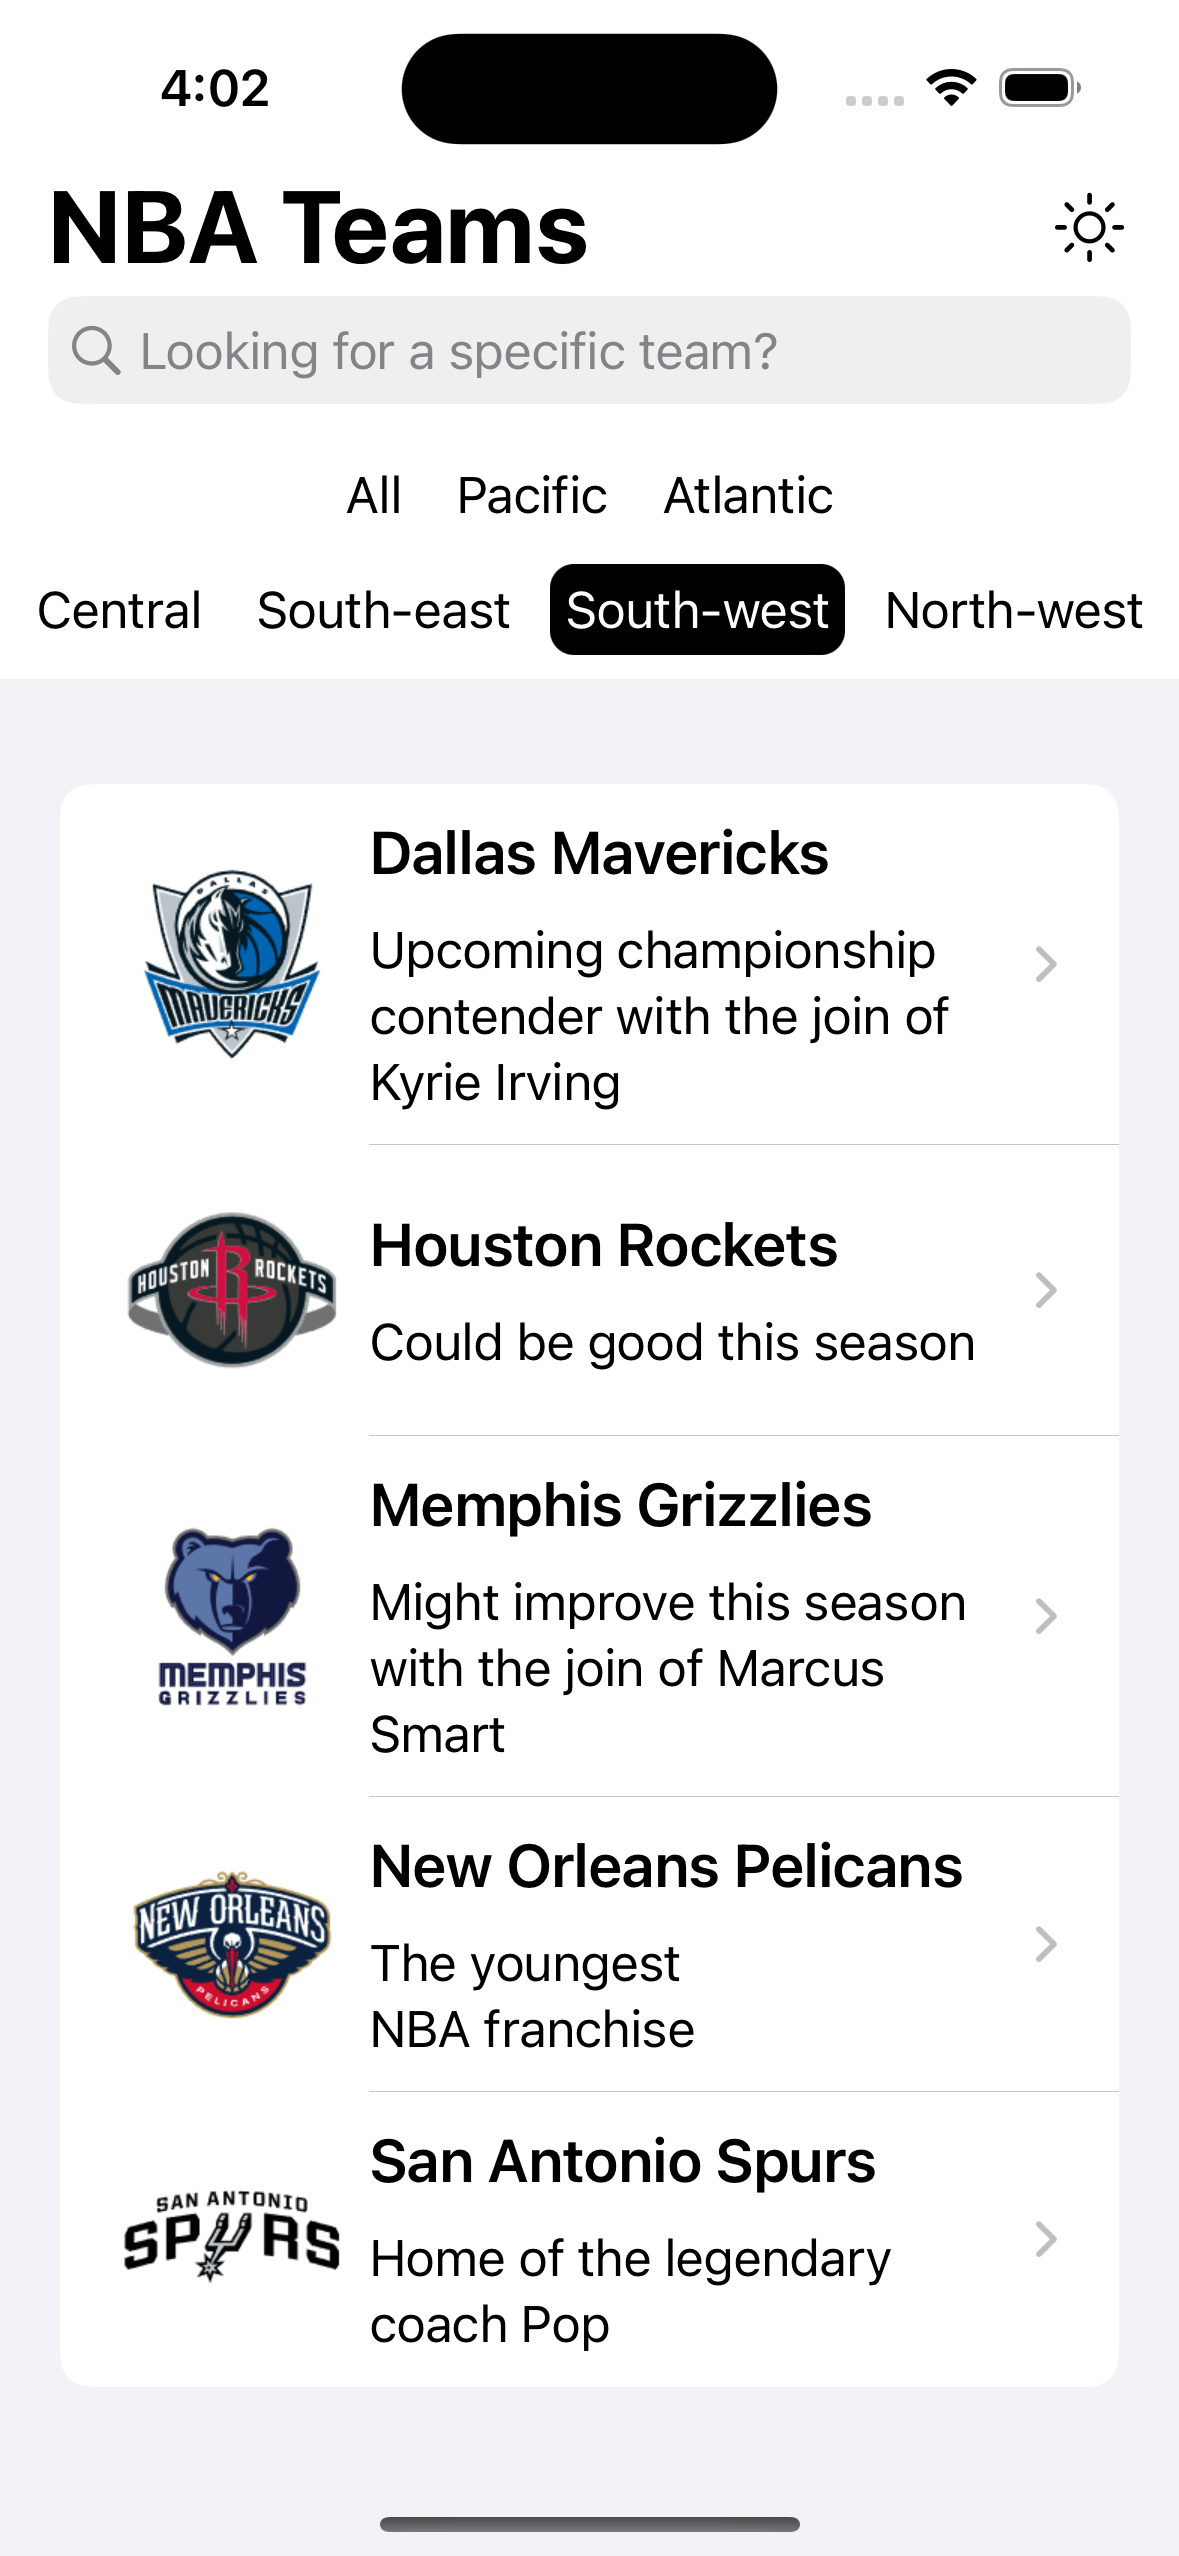 4:02
NBA Teams
Looking for a specific team?
All Pacific Atlantic
Central South-east South-west North-west
Dallas Mavericks
DALLAS
MAVERICKS
Upcoming championship
contender with the join of
Kyrie Irving
Houston Rockets
HOUSTON ROCKETS
Could be good this season
Memphis Grizzlies
MEMPHIS
GRIZZLIES
Might improve this season
with the join of Marcus
Smart
New Orleans Pelicans
NEW ORLEANS
PELICANS
The youngest
NBA franchise
San Antonio Spurs
SAN ANTONIO
SPURS
Home of the legendary
coach Pop